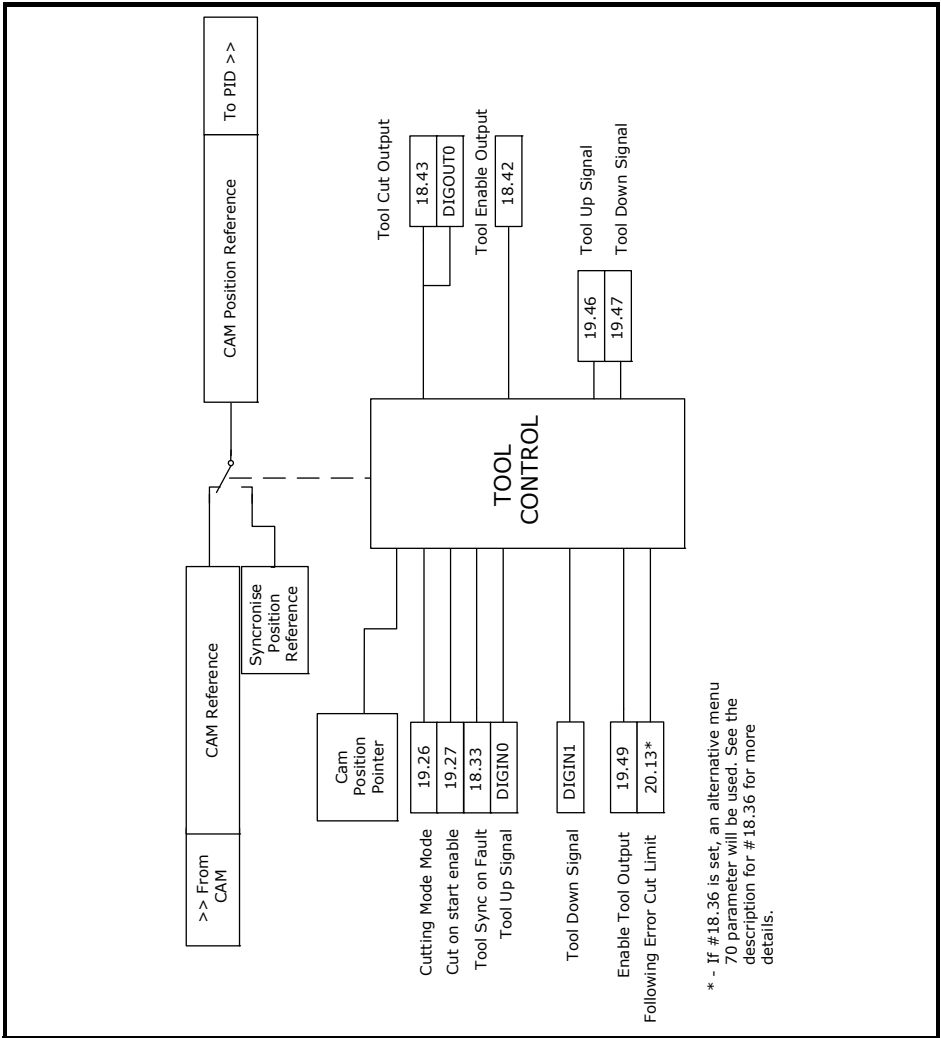 >> From
CAM
CAM Reference
Syncronise
Position
Reference
CAM Position Reference
To PID >>
Cam
Position
Pointer
Cutting Mode Mode
19.26
Cut on start enable
19.27
Tool Sync on Fault
18.33
Tool Up Signal
DIGIN0
Tool Down Signal
DIGIN1
Enable Tool Output
19.49
Following Error Cut Limit
20.13*
TOOL
CONTROL
Tool Cut Output
18.43
DIGOUT0
Tool Enable Output
18.42
19.46
Tool Up Signal
19.47
Tool Down Signal
* - If #18.36 is set, an alternative menu
70 parameter will be used. See the
description for #18.36 for more
details.